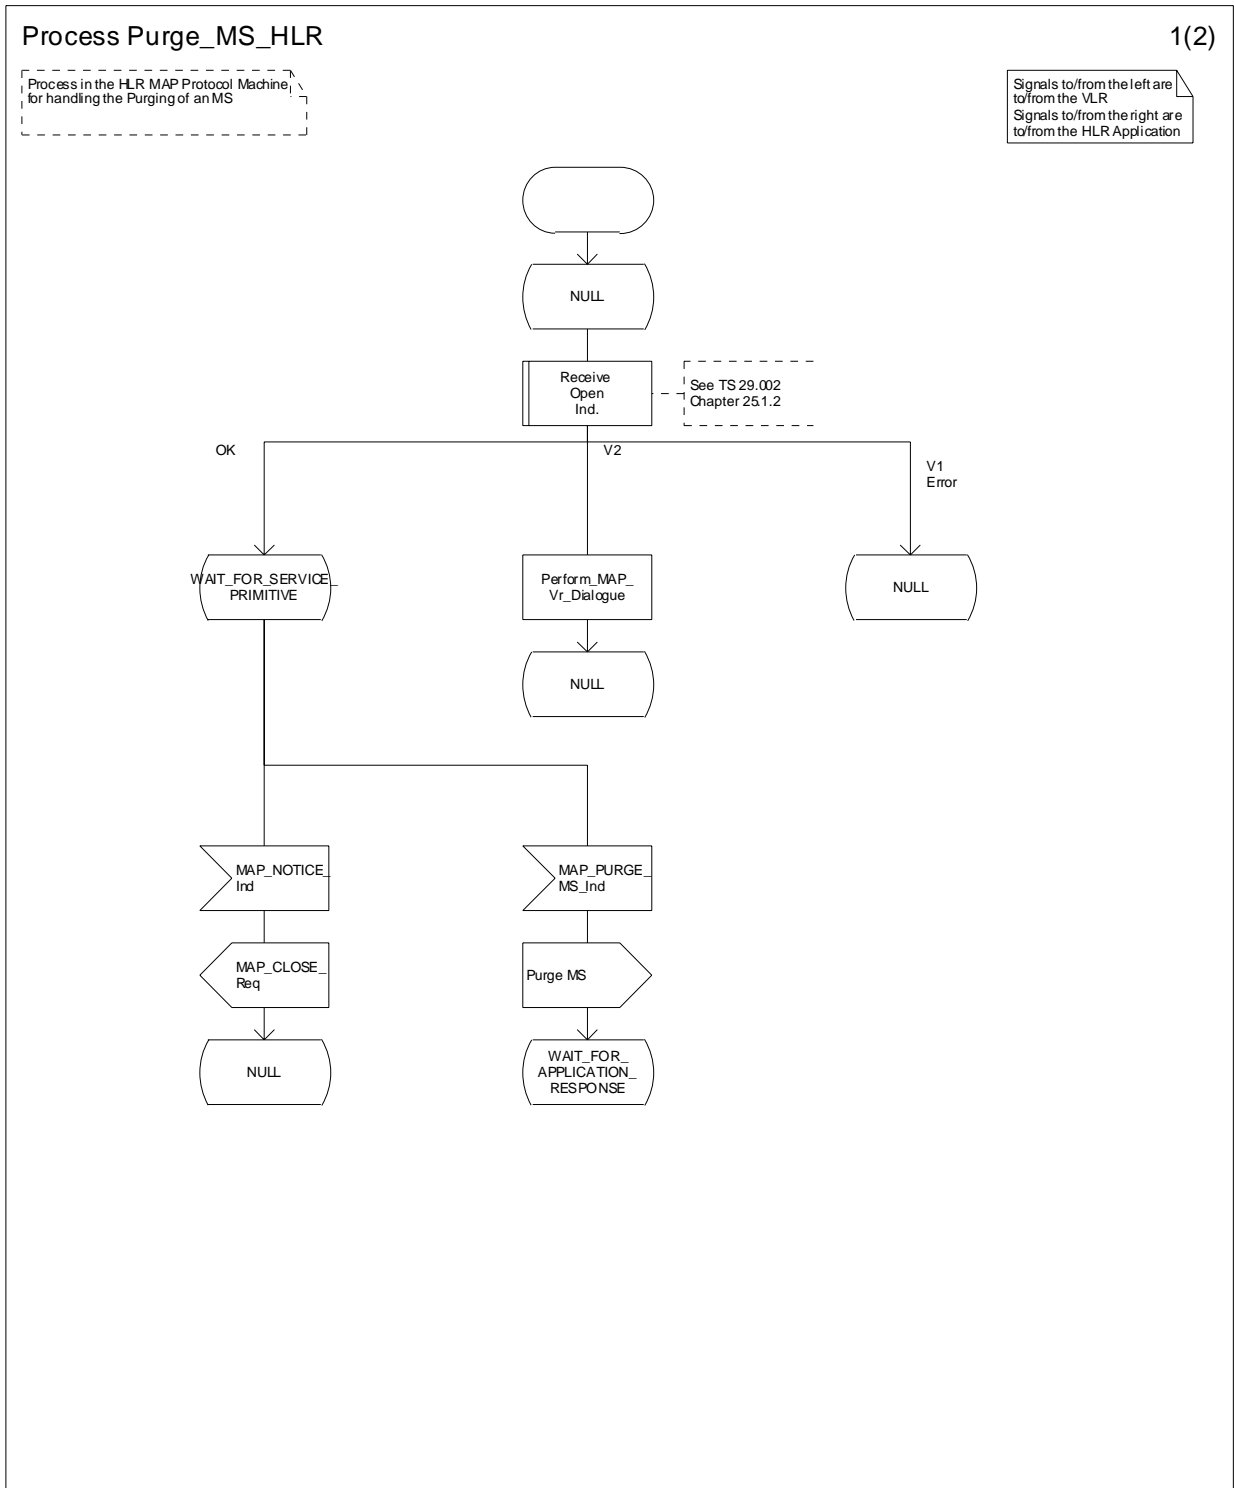 Process Purge_MS_HLR
1(2)
Process in the HLR MAP Protocol Machine
for handling the Purging of an MS
Signals to/from the left are
to/from the VLR
Signals to/from the right are
to/from the HLR Application
NULL
Receive
Open
Ind.
See TS 29.002
Chapter 25.1.2
OK
V2
V1
Error
WAIT_FOR_SERVICE_
PRIMITIVE
Perform_MAP_
Vr_Dialogue
NULL
NULL
MAP_NOTICE_
Ind
MAP_PURGE_
MS_Ind
MAP_CLOSE_
Req
Purge MS
NULL
WAIT_FOR_
APPLICATION_
RESPONSE